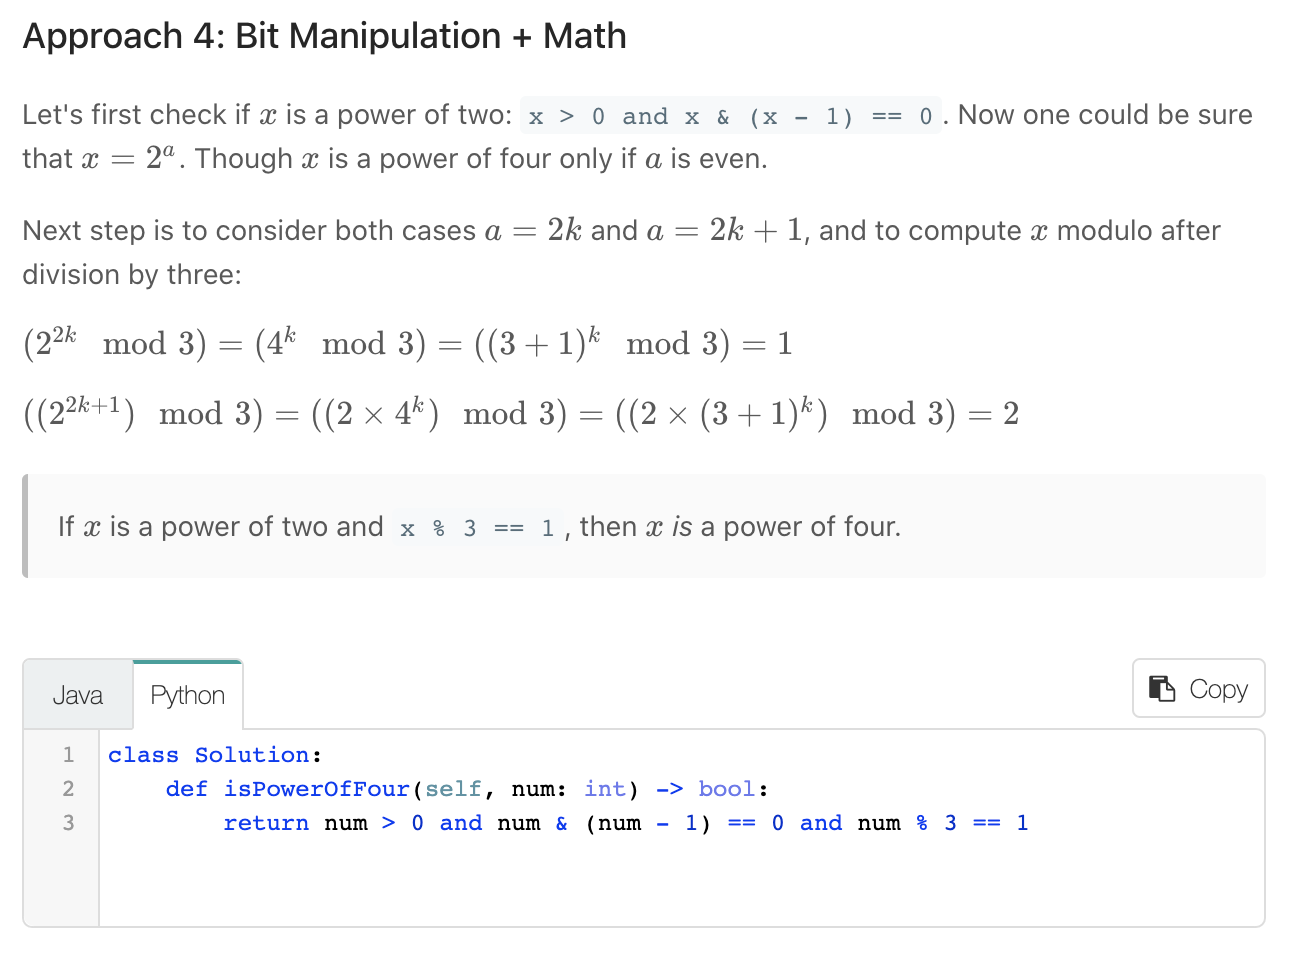 Approach 4: Bit Manipulation + Math
Let's first check if x is a power of two: x > 0 and x & (x - 1) == 0 . Now one could be sure
that x = 2^a. Though x is a power of four only if a is even.
Next step is to consider both cases a = 2k and a = 2k + 1, and to compute x modulo after
division by three:
(2^{2k} mod 3) = (4^k mod 3) = ((3 + 1)^k mod 3) = 1
((2^{2k+1}) mod 3) = ((2 × 4^k) mod 3) = ((2 × (3 + 1)^k) mod 3) = 2
If x is a power of two and x % 3 == 1 , then x is a power of four.
Java Python Copy
1 class Solution:
2 def isPowerOfFour(self, num: int) -> bool:
3 return num > 0 and num & (num - 1) == 0 and num % 3 == 1